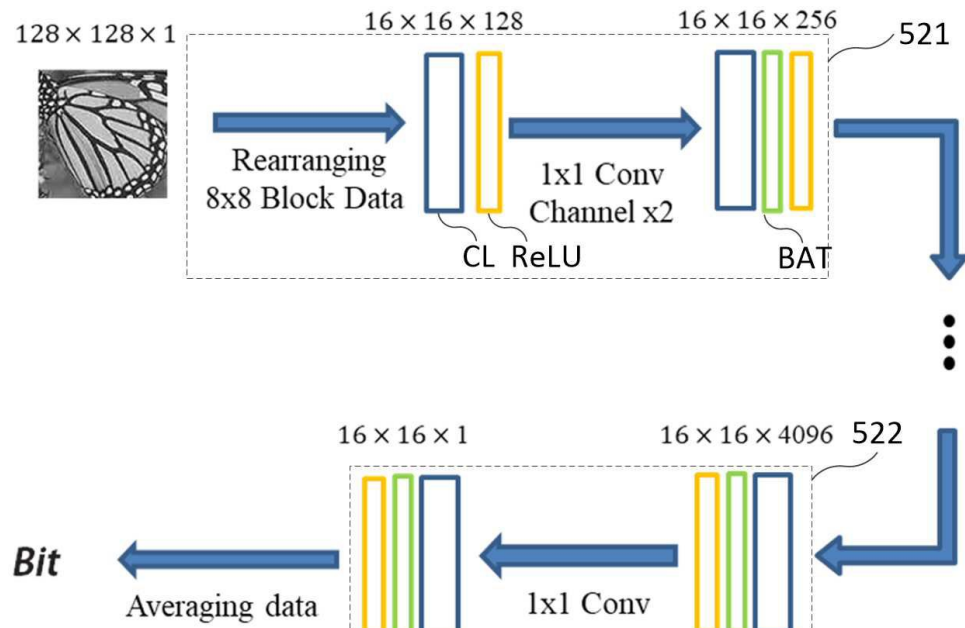 128 × 128 × 1
16 × 16 × 128
16 × 16 × 256
521
Rearranging
8x8 Block Data
1x1 Conv
Channel x2
CL
ReLU
BAT
16 × 16 × 1
16 × 16 × 4096
522
Bit
Averaging data
1x1 Conv